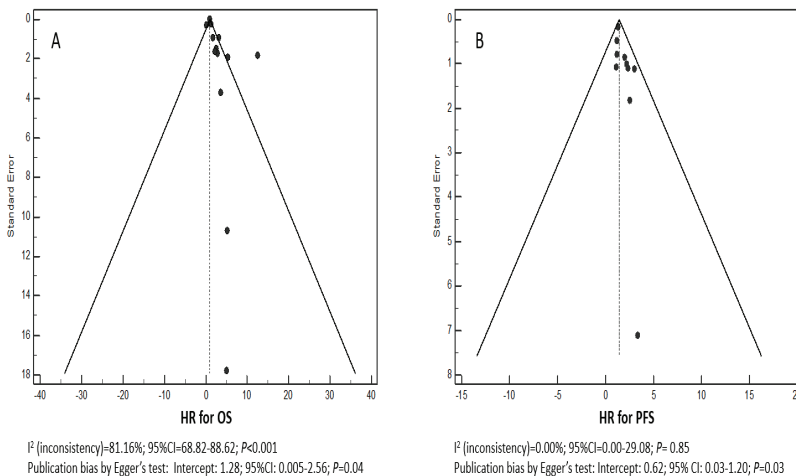 A
0
2
4
6
8
10
12
14
16
18
Standard Error
-40 -30 -20 -10 0 10 20 30 40
HR for OS
I² (inconsistency)=81.16%; 95%CI=68.82-88.62; P<0.001
Publication bias by Egger's test: Intercept: 1.28; 95%CI: 0.005-2.56; P=0.04
B
0
1
2
3
4
5
6
7
8
Standard Error
-15 -10 -5 0 5 10 15 20
HR for PFS
I² (inconsistency)=0.00%; 95%CI=0.00-29.08; P= 0.85
Publication bias by Egger's test: Intercept: 0.62; 95% CI: 0.03-1.20; P=0.03